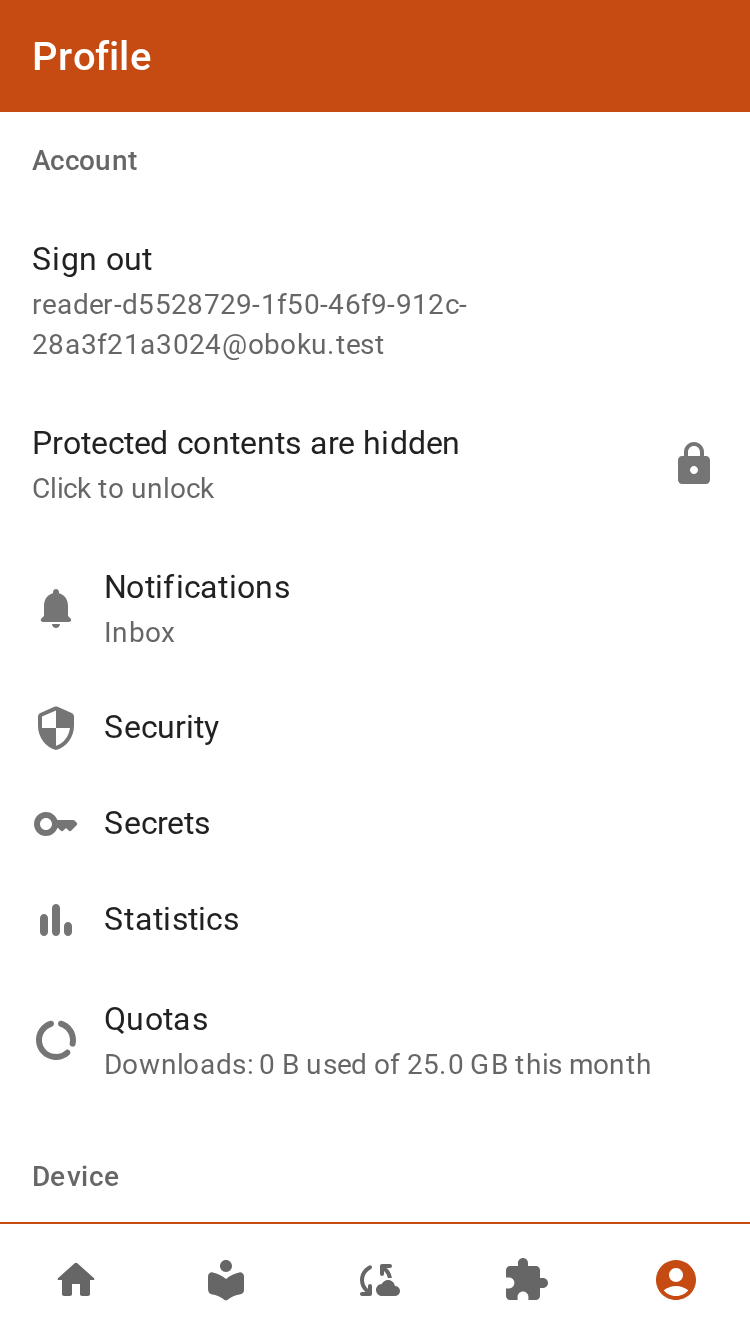 Profile
Account
Sign out
reader-d5528729-1f50-46f9-912c-
28a3f21a3024@oboku.test
Protected contents are hidden
Click to unlock
Notifications
Inbox
Security
Secrets
Statistics
Quotas
Downloads: 0 B used of 25.0 GB this month
Device